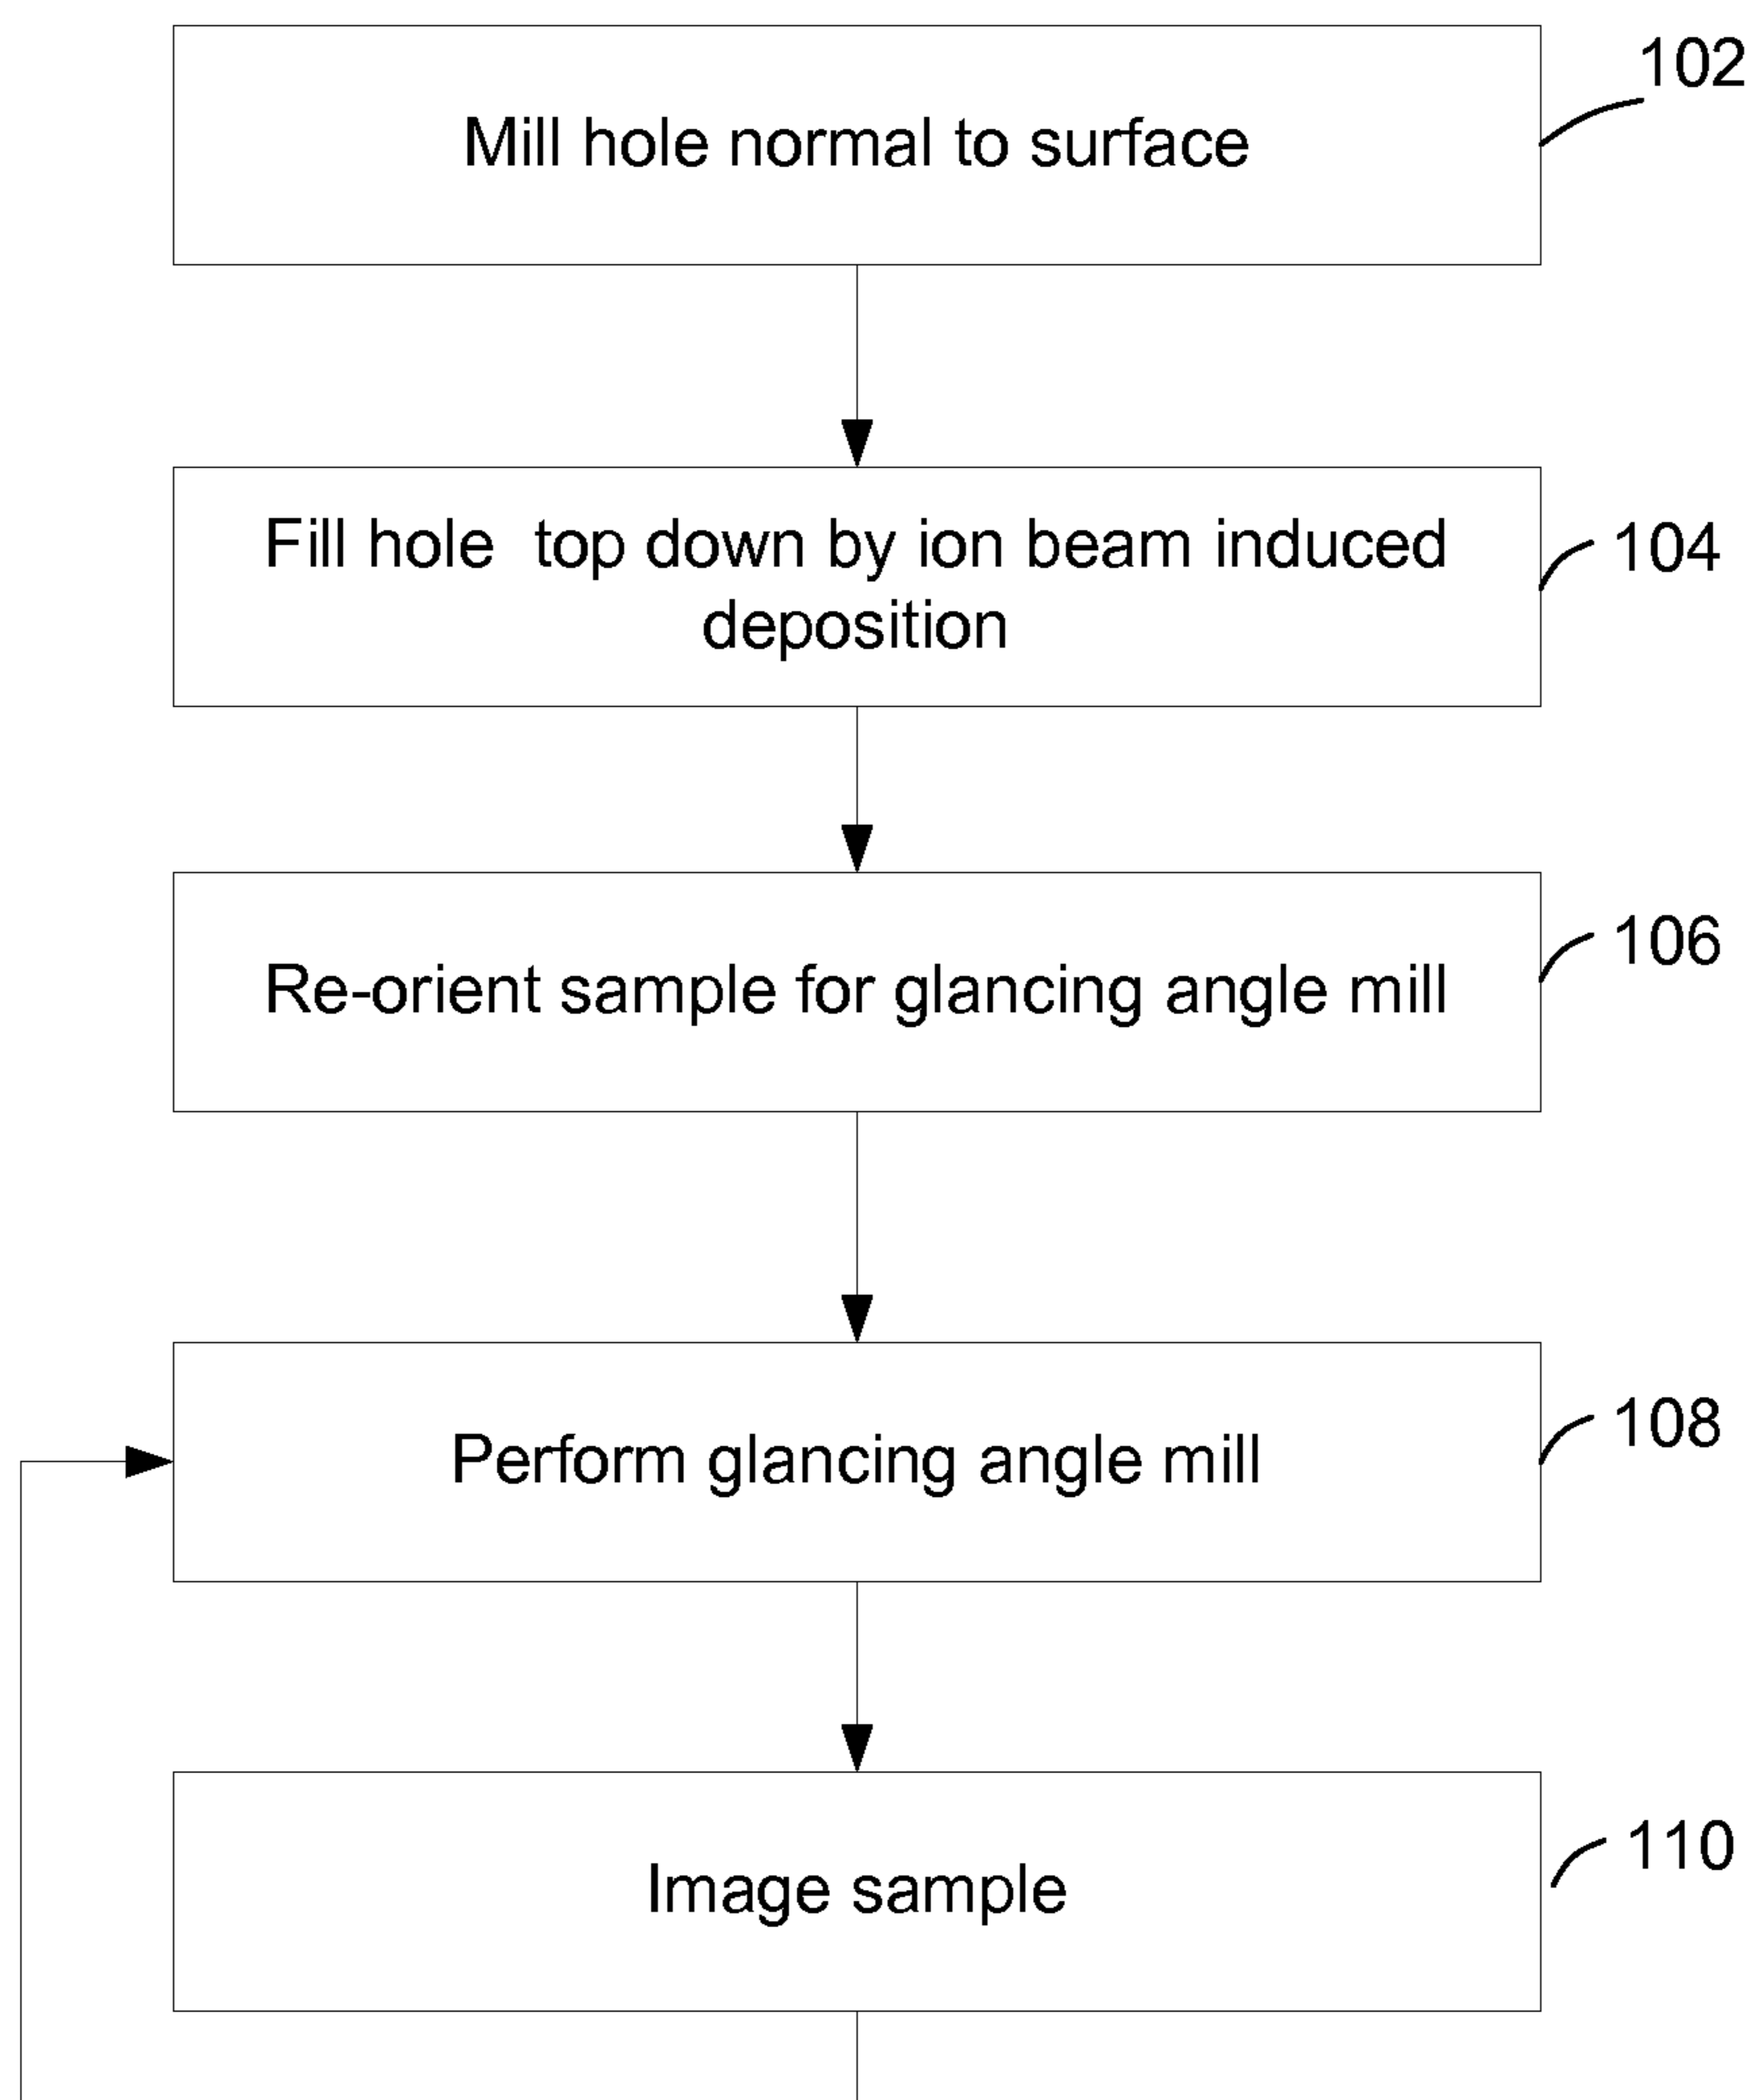 102
Mill hole normal to surface
Fill hole top down by ion beam induced
deposition
104
106
Re-orient sample for glancing angle mill
108
Perform glancing angle mill
110
Image sample